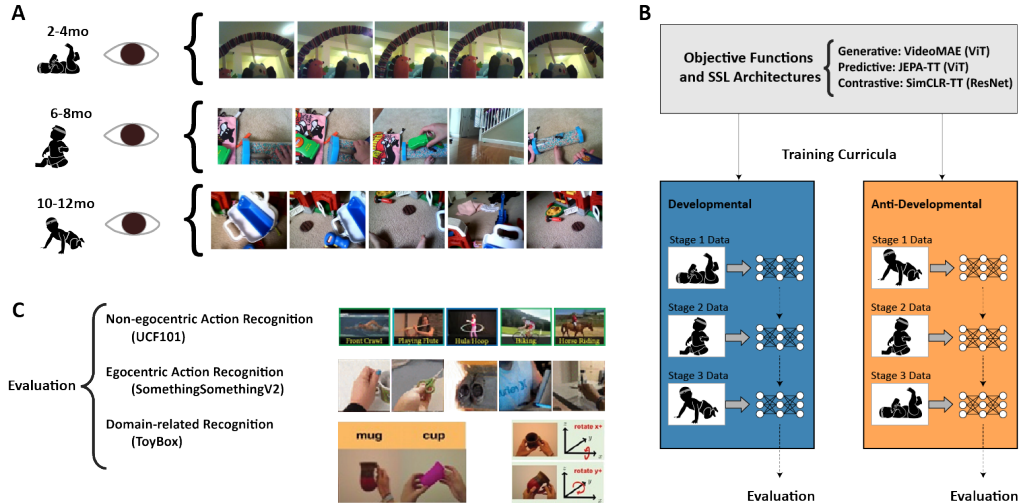 A
2-4mo
6-8mo
10-12mo
B
Objective Functions
and SSL Architectures
Generative: VideoMAE (ViT)
Predictive: JEPA-TT (ViT)
Contrastive: SimCLR-TT (ResNet)
Training Curricula
Developmental
Stage 1 Data
Stage 2 Data
Stage 3 Data
Evaluation
Anti-Developmental
Stage 1 Data
Stage 2 Data
Stage 3 Data
Evaluation
C
Evaluation
Non-egocentric Action Recognition
(UCF101)
Front Crawl Playing Flute Hula Hoop Biking Horse Riding
Egocentric Action Recognition
(SomethingSomethingV2)
Domain-related Recognition
(ToyBox)
mug cup
rotate x+
z
y
x
rotate y+
z
y
x